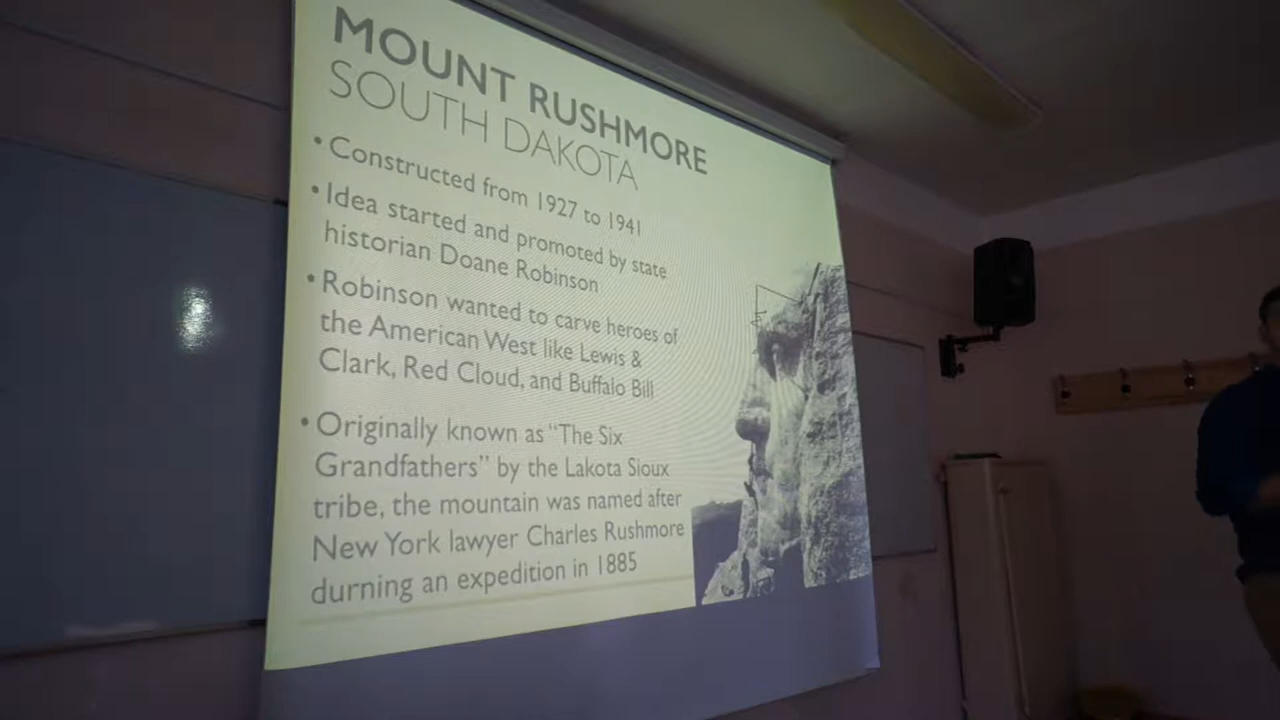 MOUNT RUSHMORE
SOUTH DAKOTA
• Constructed from 1927 to 1941
• Idea started and promoted by state
historian Doane Robinson
• Robinson wanted to carve heroes of
the American West like Lewis &
Clark, Red Cloud, and Buffalo Bill
• Originally known as “The Six
Grandfathers” by the Lakota Sioux
tribe, the mountain was named after
New York lawyer Charles Rushmore
durning an expedition in 1885